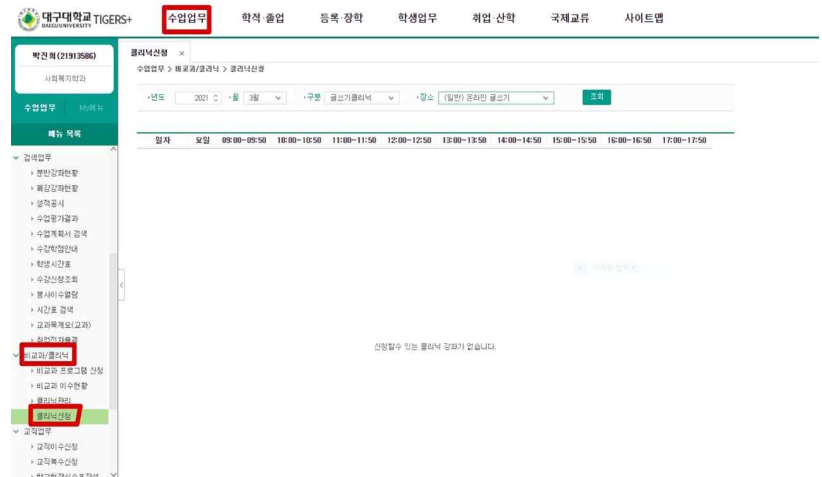 대구대학교 TIGERS+
DAEGU UNIVERSITY
수업업무 학적·졸업 등록·장학 학생업무 취업·산학 국제교류 사이트맵
박진희(21913586)
사회복지학과
수업업무 My메뉴
메뉴 목록
검색업무
분반강좌현황
폐강강좌현황
성적공시
수업평가결과
수업계획서 검색
수강학점안내
학생시간표
수강신청조회
봉사이수열람
시간표 검색
교과목개요(교과)
비교과/클리닉
비교과 프로그램 신청
비교과 이수현황
클리닉관리
클리닉신청
교직업무
교직이수신청
교직복수신청
클리닉신청 ×
수업업무 > 비교과/클리닉 > 클리닉신청
·년도 2021 ·월 3월 ·구분 글쓰기클리닉 ·장소 (일반) 온라인 글쓰기 조회
일자 요일 09:00~09:50 10:00~10:50 11:00~11:50 12:00~12:50 13:00~13:50 14:00~14:50 15:00~15:50 16:00~16:50 17:00~17:50
신청할수 있는 클리닉 강좌가 없습니다.